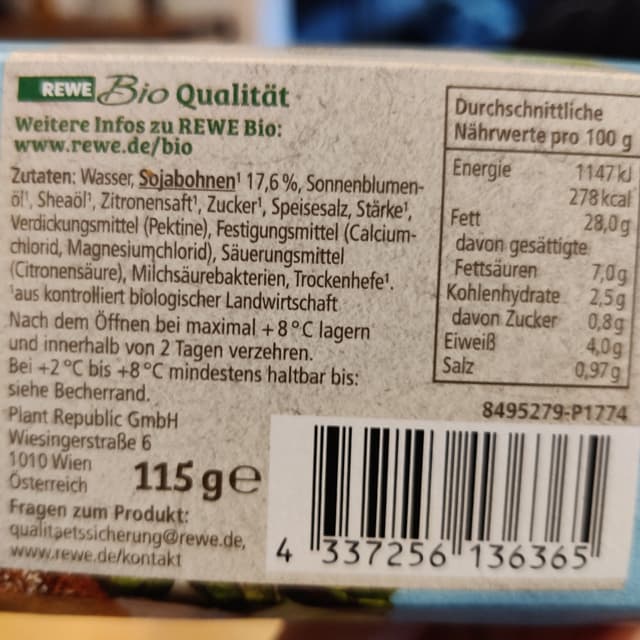 REWE Bio Qualität
Weitere Infos zu REWE Bio:
www.rewe.de/bio
Zutaten: Wasser, Sojabohnen¹ 17,6%, Sonnenblumen-
öl¹, Sheaöl¹, Zitronensaft¹, Zucker¹, Speisesalz, Stärke¹,
Verdickungsmittel (Pektine), Festigungsmittel (Calcium-
chlorid, Magnesiumchlorid), Säuerungsmittel
(Citronensäure), Milchsäurebakterien, Trockenhefe¹.
¹aus kontrolliert biologischer Landwirtschaft
Nach dem Öffnen bei maximal +8°C lagern
und innerhalb von 2 Tagen verzehren.
Bei +2°C bis +8°C mindestens haltbar bis:
siehe Becherrand.
Plant Republic GmbH
Wiesingerstraße 6
1010 Wien
Österreich
115 g e
Fragen zum Produkt:
qualitaetssicherung@rewe.de,
www.rewe.de/kontakt
Durchschnittliche
Nährwerte pro 100 g
Energie 1147 kJ
278 kcal
Fett 28,0 g
davon gesättigte
Fettsäuren 7,0 g
Kohlenhydrate 2,5 g
davon Zucker 0,8 g
Eiweiß 4,0 g
Salz 0,97 g
8495279-P1774
4 337256 136365